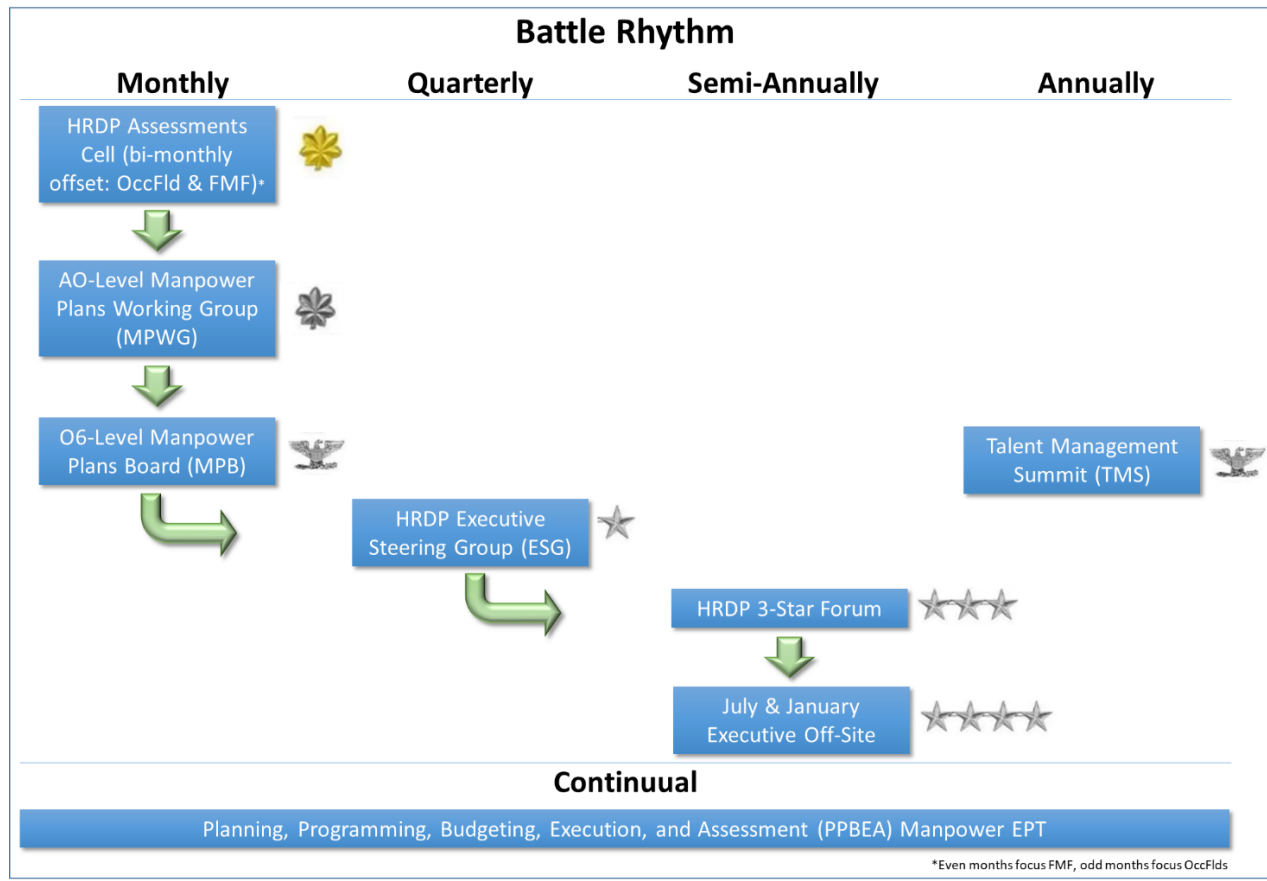 Battle Rhythm
Monthly
Quarterly
Semi-Annually
Annually
HRDP Assessments
Cell (bi-monthly
offset: OccFld & FMF)*
AO-Level Manpower
Plans Working Group
(MPWG)
O6-Level Manpower
Plans Board (MPB)
Talent Management
Summit (TMS)
HRDP Executive
Steering Group (ESG)
HRDP 3-Star Forum
July & January
Executive Off-Site
Continuual
Planning, Programming, Budgeting, Execution, and Assessment (PPBEA) Manpower EPT
*Even months focus FMF, odd months focus OccFlds